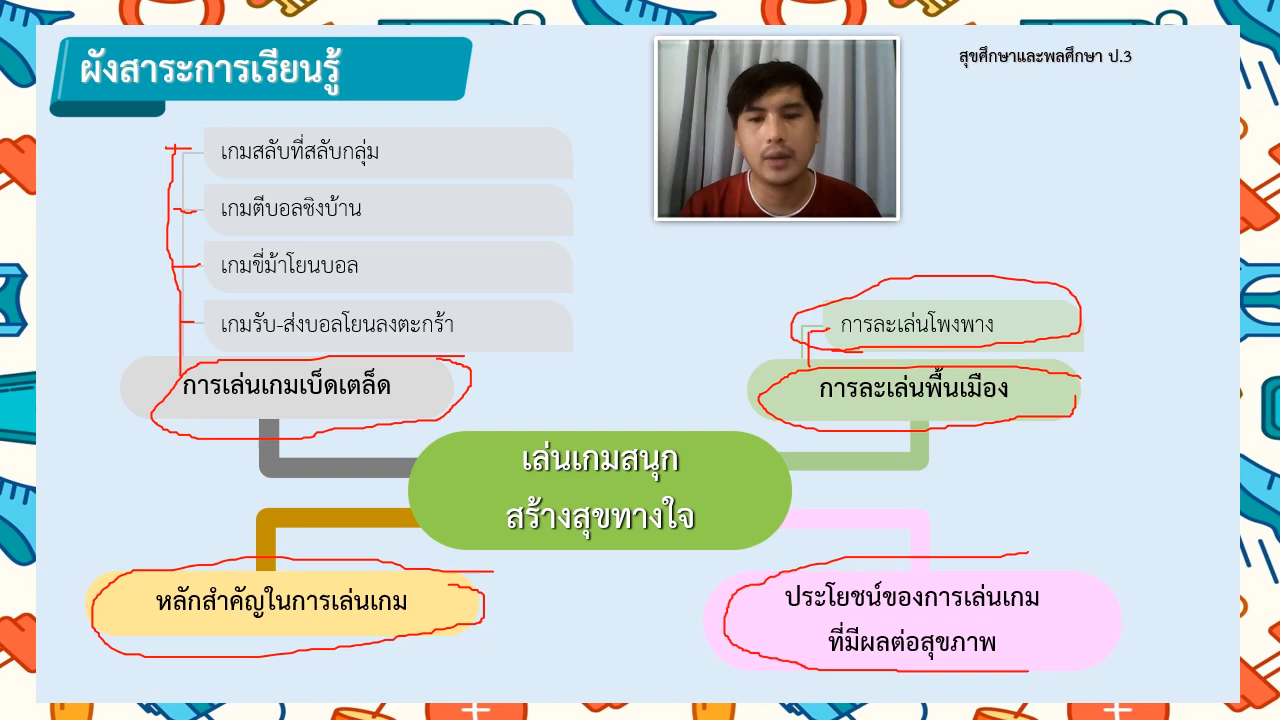 ผังสาระการเรียนรู้
สุขศึกษาและพลศึกษา ป.3
เกมสลับที่สลับกลุ่ม
เกมตีบอลชิงบ้าน
เกมขี่ม้าโยนบอล
เกมรับ-ส่งบอลโยนลงตะกร้า
การเล่นเกมเบ็ดเตล็ด
การละเล่นโพงพาง
การละเล่นพื้นเมือง
เล่นเกมสนุก
สร้างสุขทางใจ
หลักสำคัญในการเล่นเกม
ประโยชน์ของการเล่นเกม
ที่มีผลต่อสุขภาพ